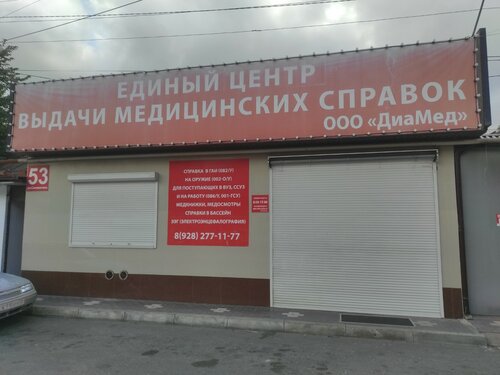 ЕДИНЫЙ ЦЕНТР
ВЫДАЧИ МЕДИЦИНСКИХ СПРАВОК
ООО «ДиаМед»
53
СПРАВКА В ГАИ (083/У)
НА ОРУЖИЕ (002-О/У)
ДЛЯ ПОСТУПАЮЩИХ В ВУЗ, ССУЗ
И НА РАБОТУ (086/У, 001-ГСУ)
МЕДКНИЖКИ, МЕДОСМОТРЫ
СПРАВКИ В БАССЕЙН
ЭЭГ (ЭЛЕКТРОЭНЦЕФАЛОГРАФИЯ)
8(928) 277-11-77